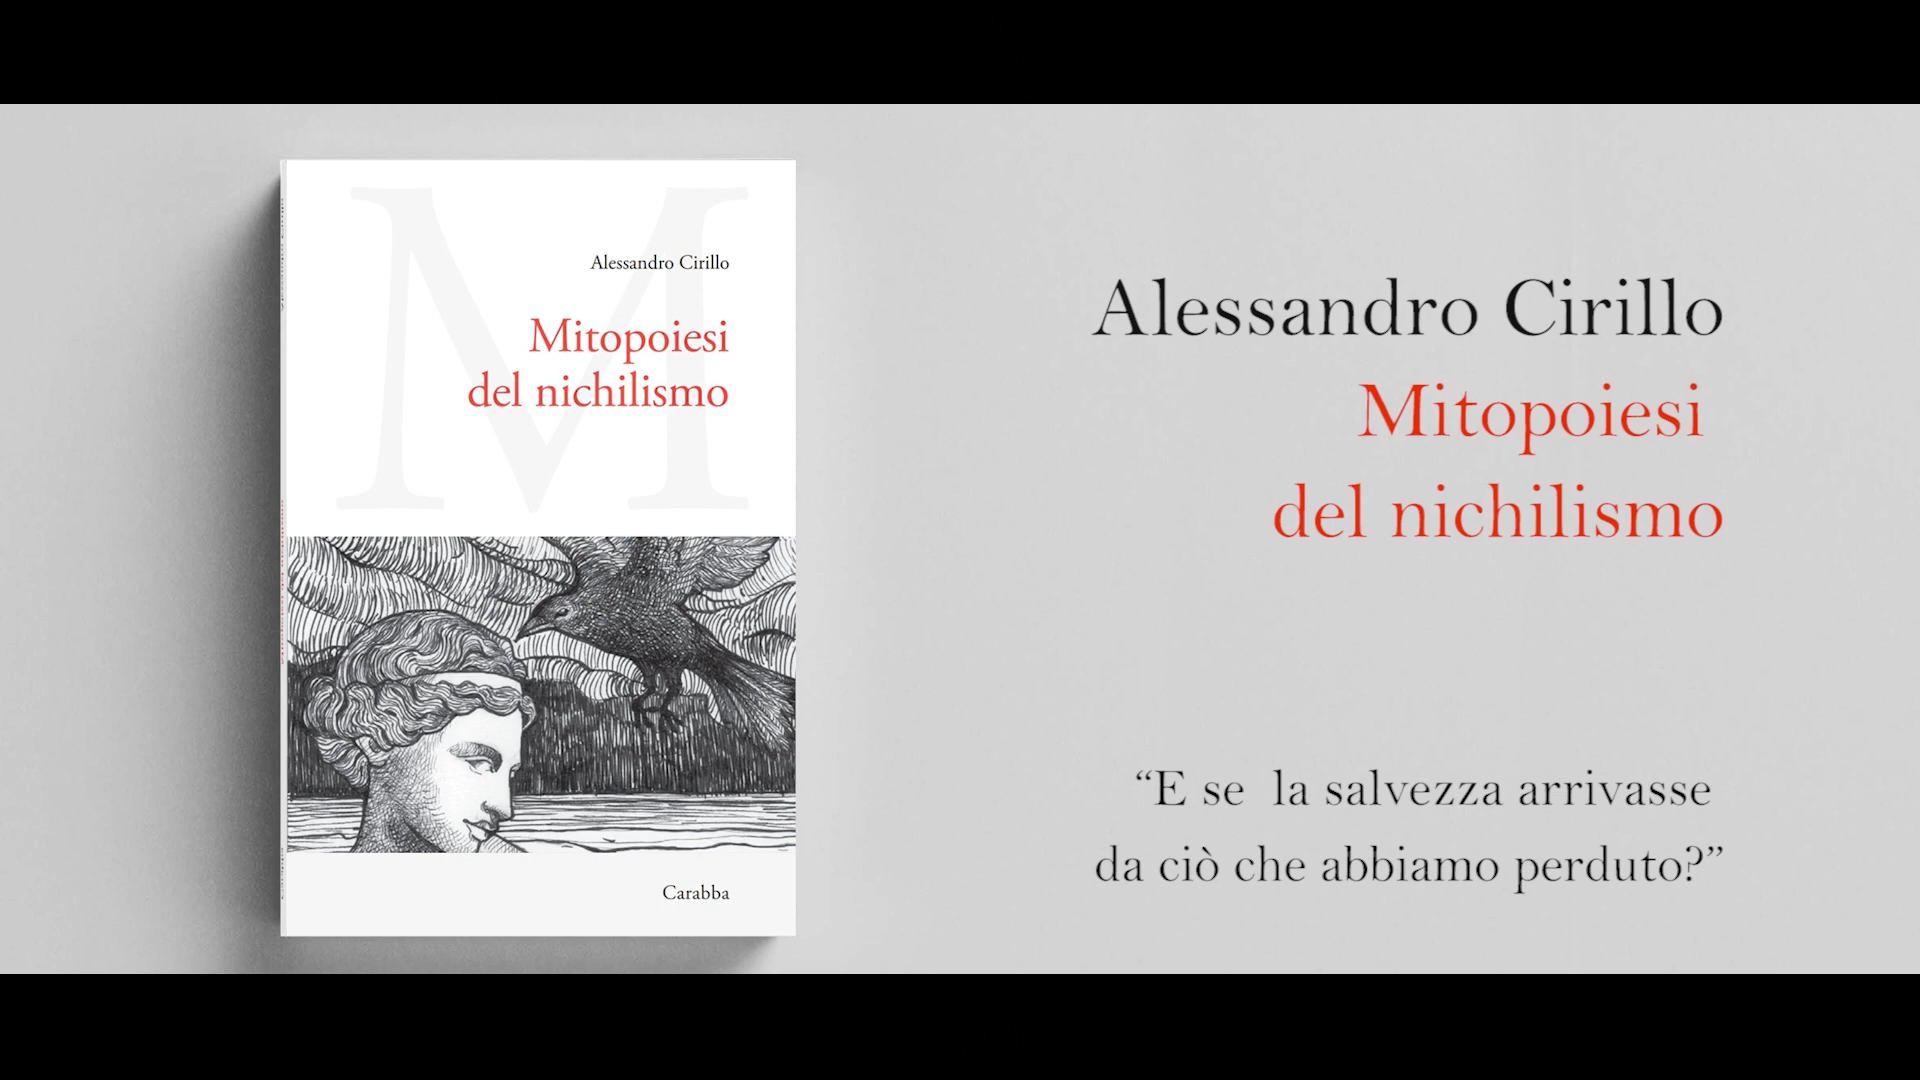 Alessandro Cirillo
Mitopoiesi
del nichilismo
Carabba
Alessandro Cirillo
Mitopoiesi
del nichilismo
“E se la salvezza arrivasse
da ciò che abbiamo perduto?”